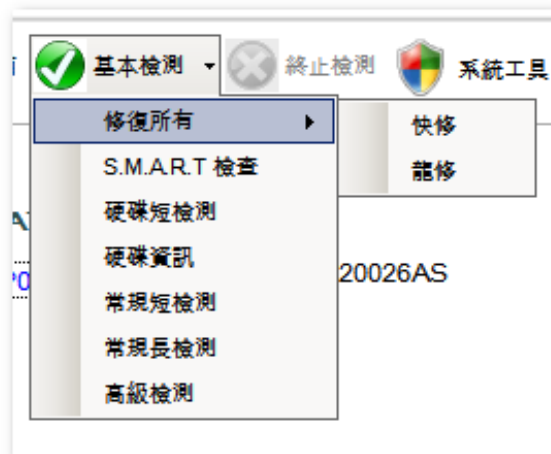 基本檢測 終止檢測 系統工具
修復所有 快修
S.M.A.R.T 檢查 龍修
硬碟短檢測
硬碟資訊 20026AS
常規短檢測
常規長檢測
高級檢測